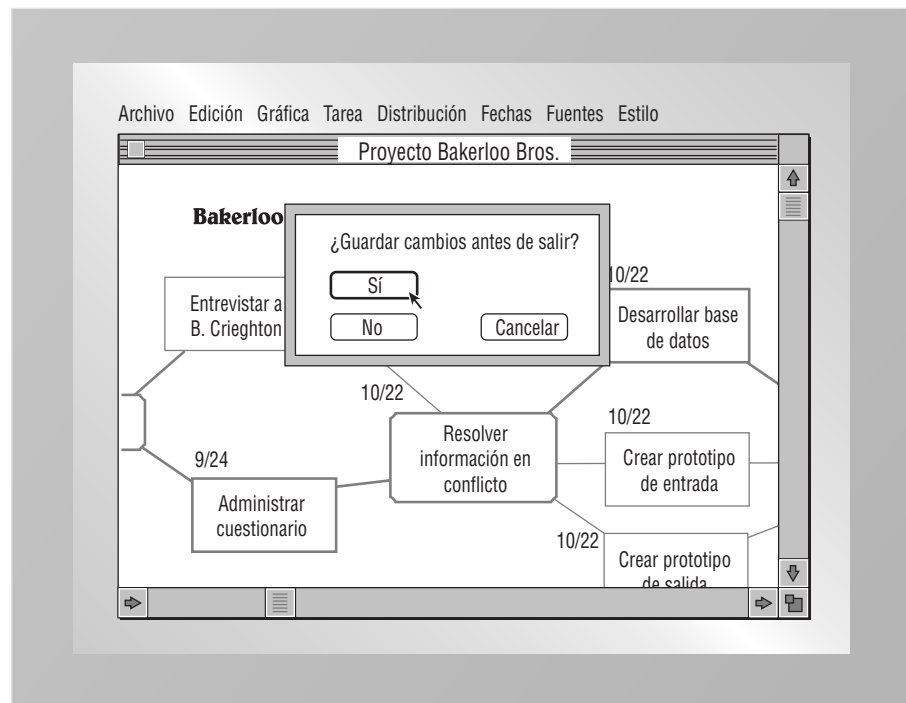 Archivo Edición Gráfica Tarea Distribución Fechas Fuentes Estilo
Proyecto Bakerloo Bros.
Bakerloo
¿Guardar cambios antes de salir?
Sí
No Cancelar
Entrevistar a
B. Crieghton
10/22
Desarrollar base
de datos
10/22
Resolver
información en
conflicto
10/22
Crear prototipo
de entrada
9/24
Administrar
cuestionario
10/22
Crear prototipo
de salida